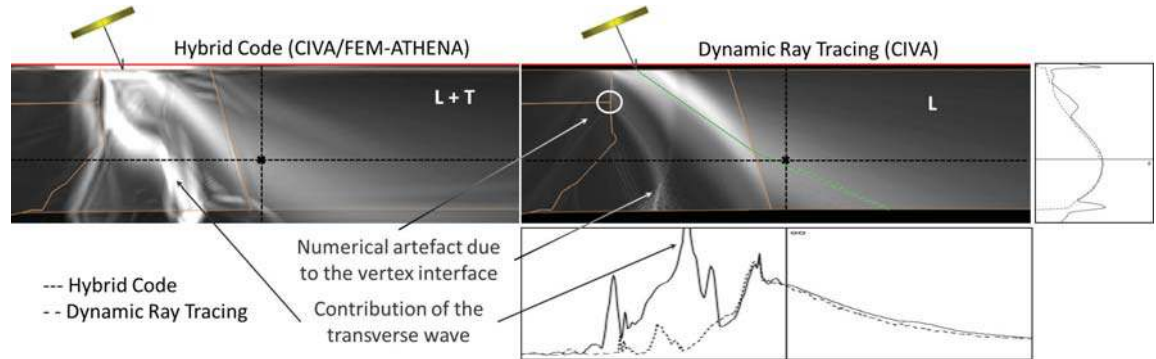 Hybrid Code (CIVA/FEM-ATHENA)
Dynamic Ray Tracing (CIVA)
L + T
L
Numerical artefact due
to the vertex interface
Contribution of the
transverse wave
--- Hybrid Code
- - Dynamic Ray Tracing